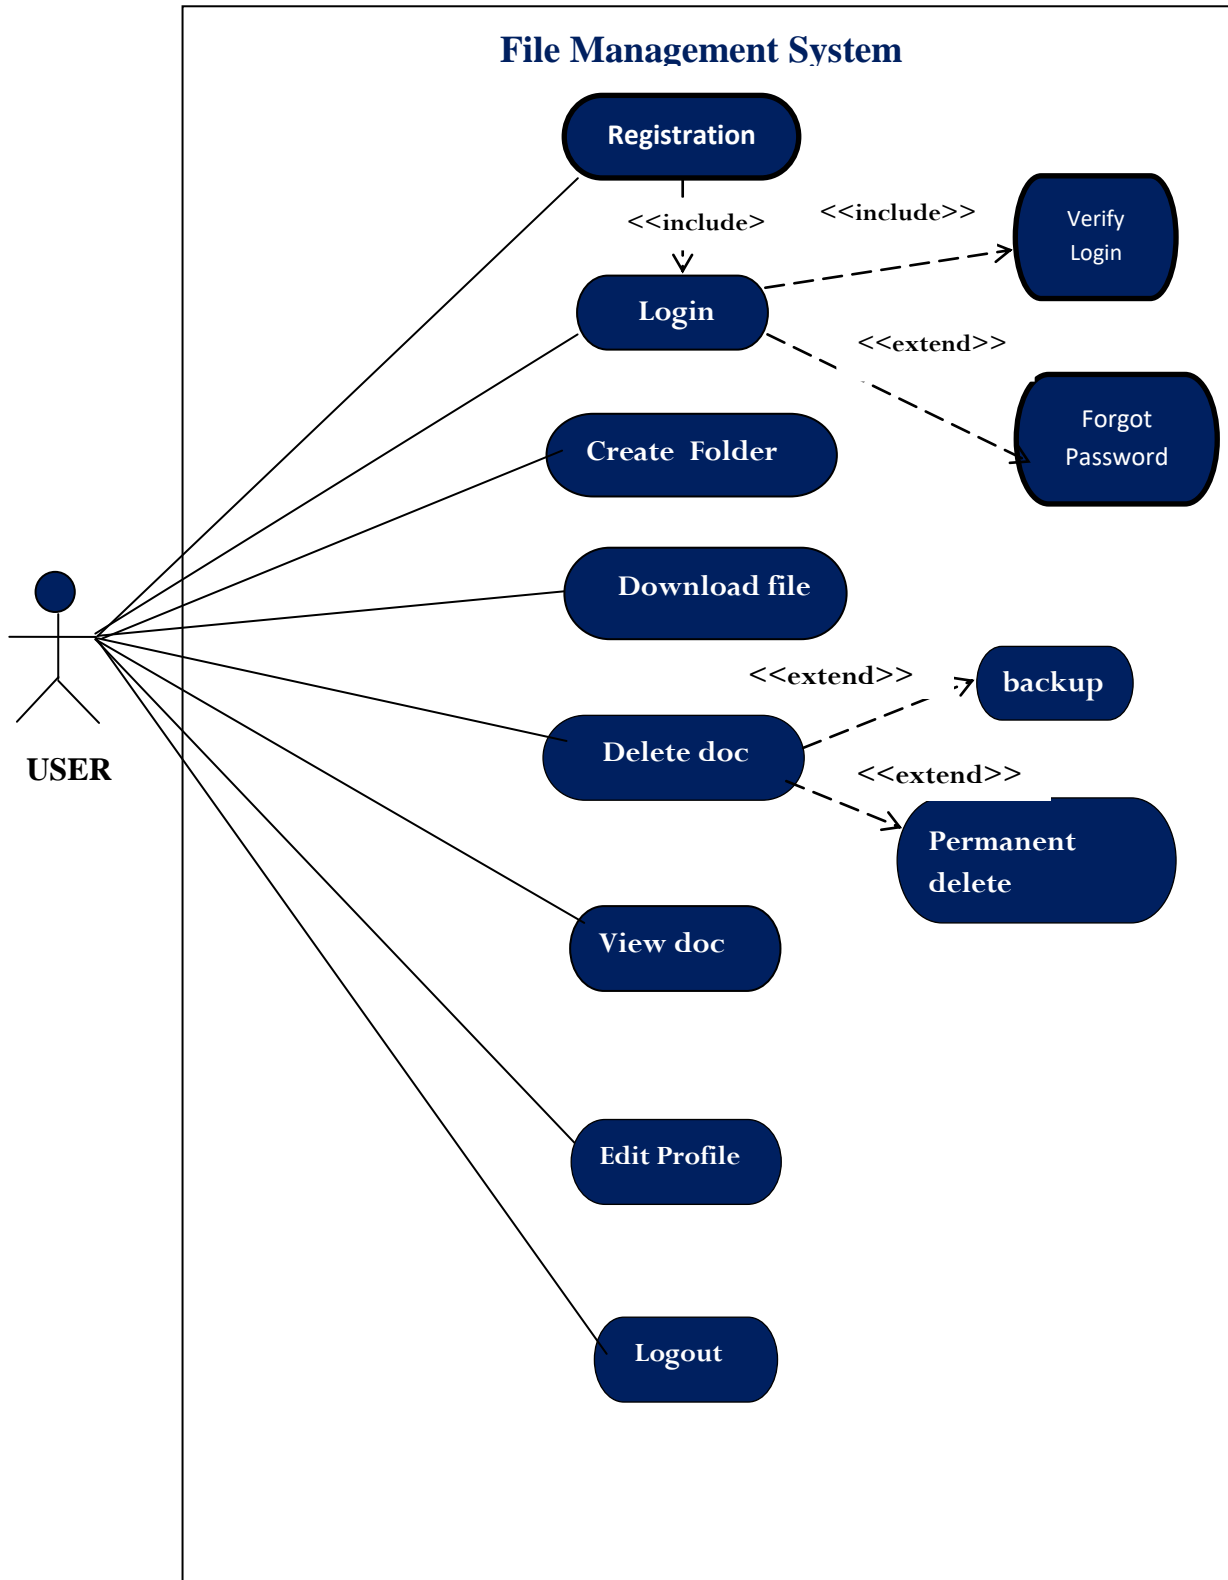 File Management System
Registration
<<include>
<<include>>
Verify
Login
Login
<<extend>>
Forgot
Password
Create Folder
Download file
<<extend>>
backup
Delete doc
<<extend>>
Permanent
delete
USER
View doc
Edit Profile
Logout